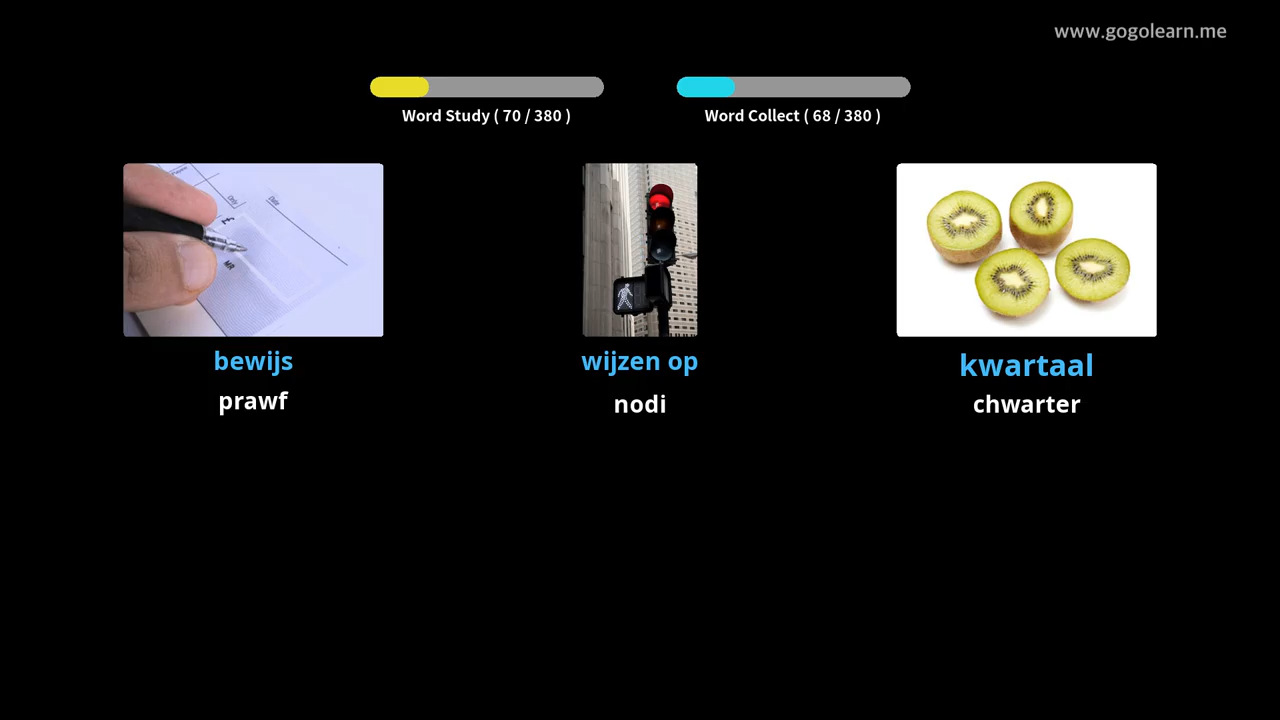 www.gogolearn.me
Word Study ( 70 / 380 )
Word Collect ( 68 / 380 )
bewijs
prawf
wijzen op
nodi
kwartaal
chwarter